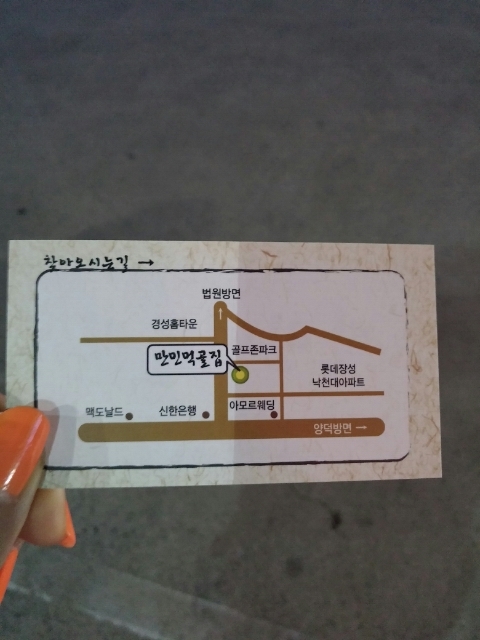 찾아오시는길 →
법원방면
경성홈타운
골프존파크
만민먹골집
롯데장성
낙천대아파트
맥도날드
신한은행
아모르웨딩
양덕방면 →